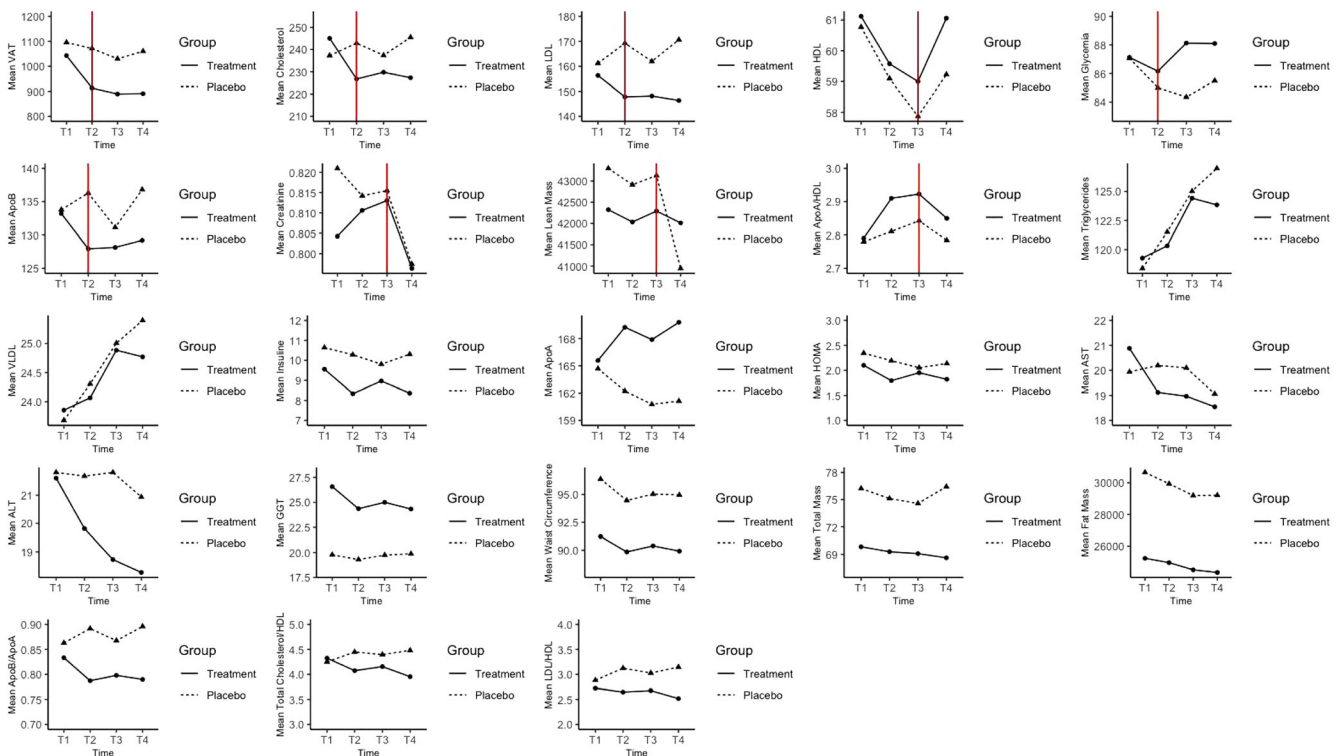 Mean VAT
1200
1100
1000
900
800
T1 T2 T3 T4
Time
Group
Treatment
Placebo
Mean Cholesterol
250
240
230
220
210
T1 T2 T3 T4
Time
Group
Treatment
Placebo
Mean LDL
180
170
160
150
140
T1 T2 T3 T4
Time
Group
Treatment
Placebo
Mean HDL
61
60
59
58
T1 T2 T3 T4
Time
Group
Treatment
Placebo
Mean Glycemia
90
88
86
84
T1 T2 T3 T4
Time
Group
Treatment
Placebo
Mean ApoB
140
135
130
125
T1 T2 T3 T4
Time
Group
Treatment
Placebo
Mean Creatinine
0.820
0.815
0.810
0.805
0.800
T1 T2 T3 T4
Time
Group
Treatment
Placebo
Mean Lean Mass
43000
42500
42000
41500
41000
T1 T2 T3 T4
Time
Group
Treatment
Placebo
Mean ApoA/HDL
3.0
2.9
2.8
2.7
T1 T2 T3 T4
Time
Group
Treatment
Placebo
Mean Triglycerides
125.0
122.5
120.0
T1 T2 T3 T4
Time
Group
Treatment
Placebo
Mean VLDL
25.0
24.5
24.0
T1 T2 T3 T4
Time
Group
Treatment
Placebo
Mean Insuline
12
11
10
9
8
7
T1 T2 T3 T4
Time
Group
Treatment
Placebo
Mean ApoA
168
165
162
159
T1 T2 T3 T4
Time
Group
Treatment
Placebo
Mean HOMA
3.0
2.5
2.0
1.5
1.0
T1 T2 T3 T4
Time
Group
Treatment
Placebo
Mean AST
22
21
20
19
18
T1 T2 T3 T4
Time
Group
Treatment
Placebo
Mean ALT
21
20
19
T1 T2 T3 T4
Time
Group
Treatment
Placebo
Mean GGT
27.5
25.0
22.5
20.0
17.5
T1 T2 T3 T4
Time
Group
Treatment
Placebo
Mean Waist Circumference
95.0
92.5
90.0
T1 T2 T3 T4
Time
Group
Treatment
Placebo
Mean Total Mass
78
75
72
69
T1 T2 T3 T4
Time
Group
Treatment
Placebo
Mean Fat Mass
30000
28000
26000
T1 T2 T3 T4
Time
Group
Treatment
Placebo
Mean ApoB/ApoA
0.90
0.85
0.80
0.75
0.70
T1 T2 T3 T4
Time
Group
Treatment
Placebo
Mean Total Cholesterol/HDL
5.0
4.5
4.0
3.5
3.0
T1 T2 T3 T4
Time
Group
Treatment
Placebo
Mean LDL/HDL
4.0
3.5
3.0
2.5
2.0
T1 T2 T3 T4
Time
Group
Treatment
Placebo